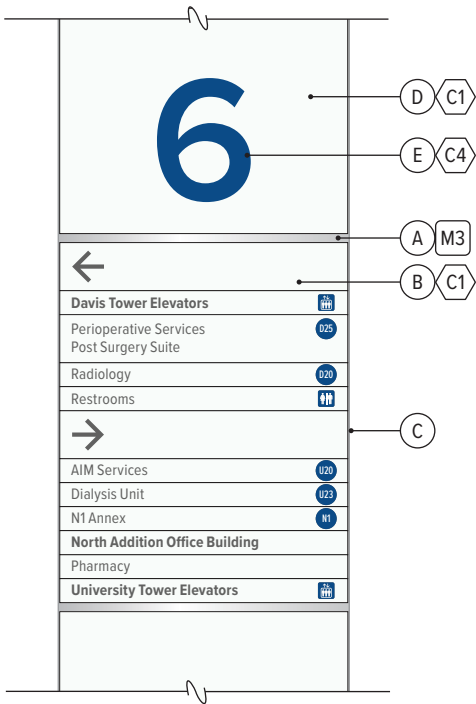 6
D C1
E C4
A M3
B C1
Davis Tower Elevators
Perioperative Services D25
Post Surgery Suite
Radiology D20
Restrooms
C
AIM Services U20
Dialysis Unit U23
N1 Annex N1
North Addition Office Building
Pharmacy
University Tower Elevators